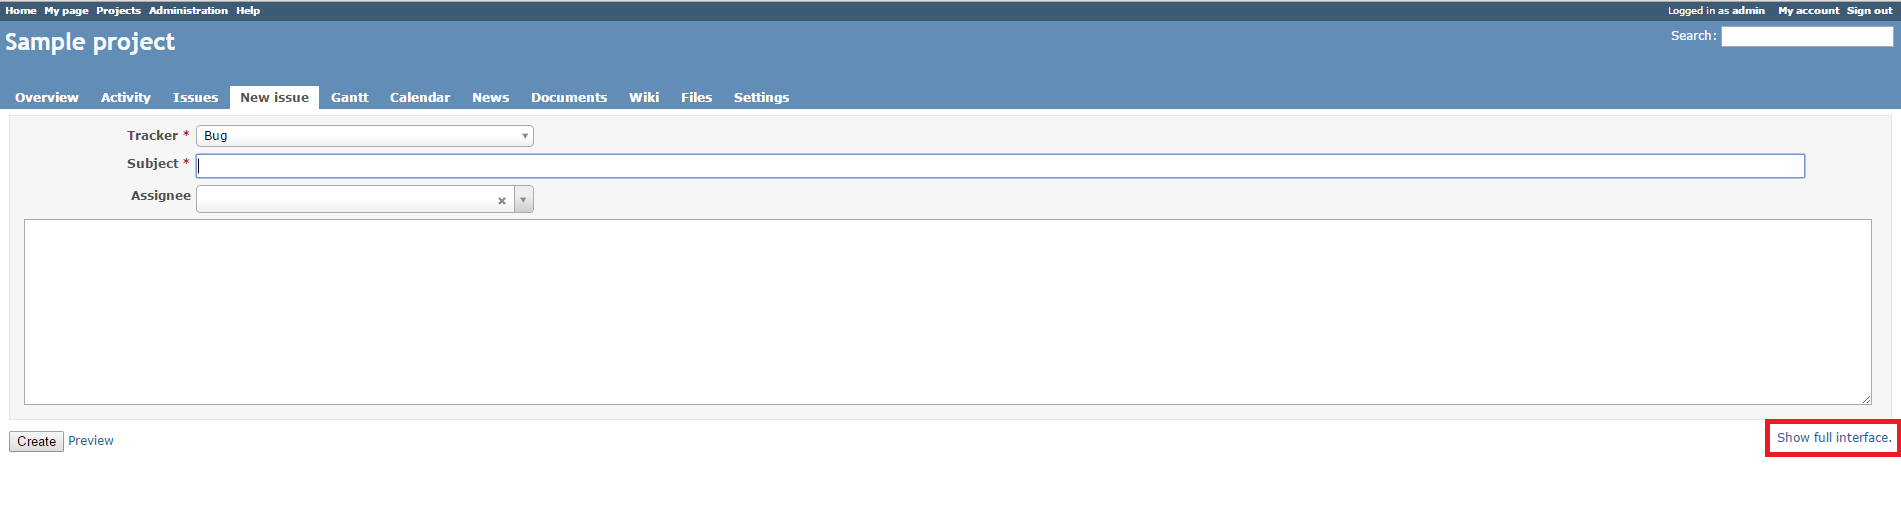 Home My page Projects Administration Help Logged in as admin My account Sign out
Sample project Search:
Overview Activity Issues New issue Gantt Calendar News Documents Wiki Files Settings
Tracker * Bug
Subject *
Assignee
Create Preview Show full interface.